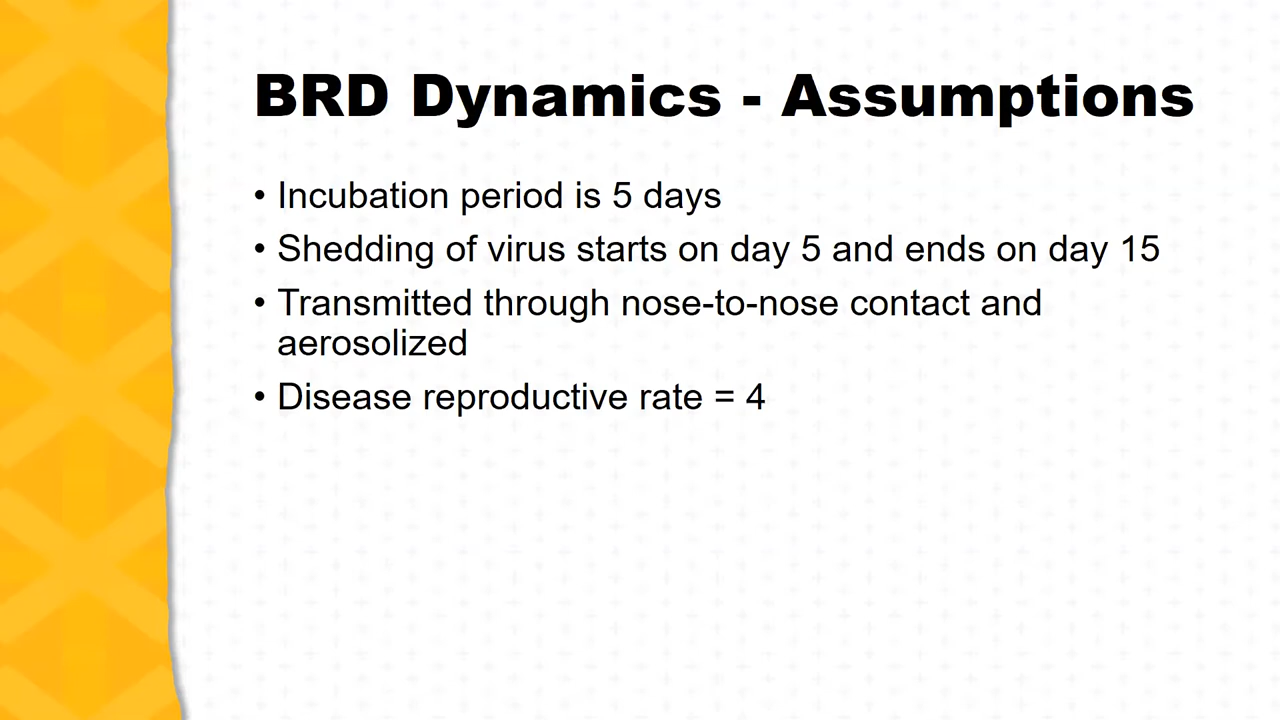 BRD Dynamics - Assumptions
• Incubation period is 5 days
• Shedding of virus starts on day 5 and ends on day 15
• Transmitted through nose-to-nose contact and
aerosolized
• Disease reproductive rate = 4